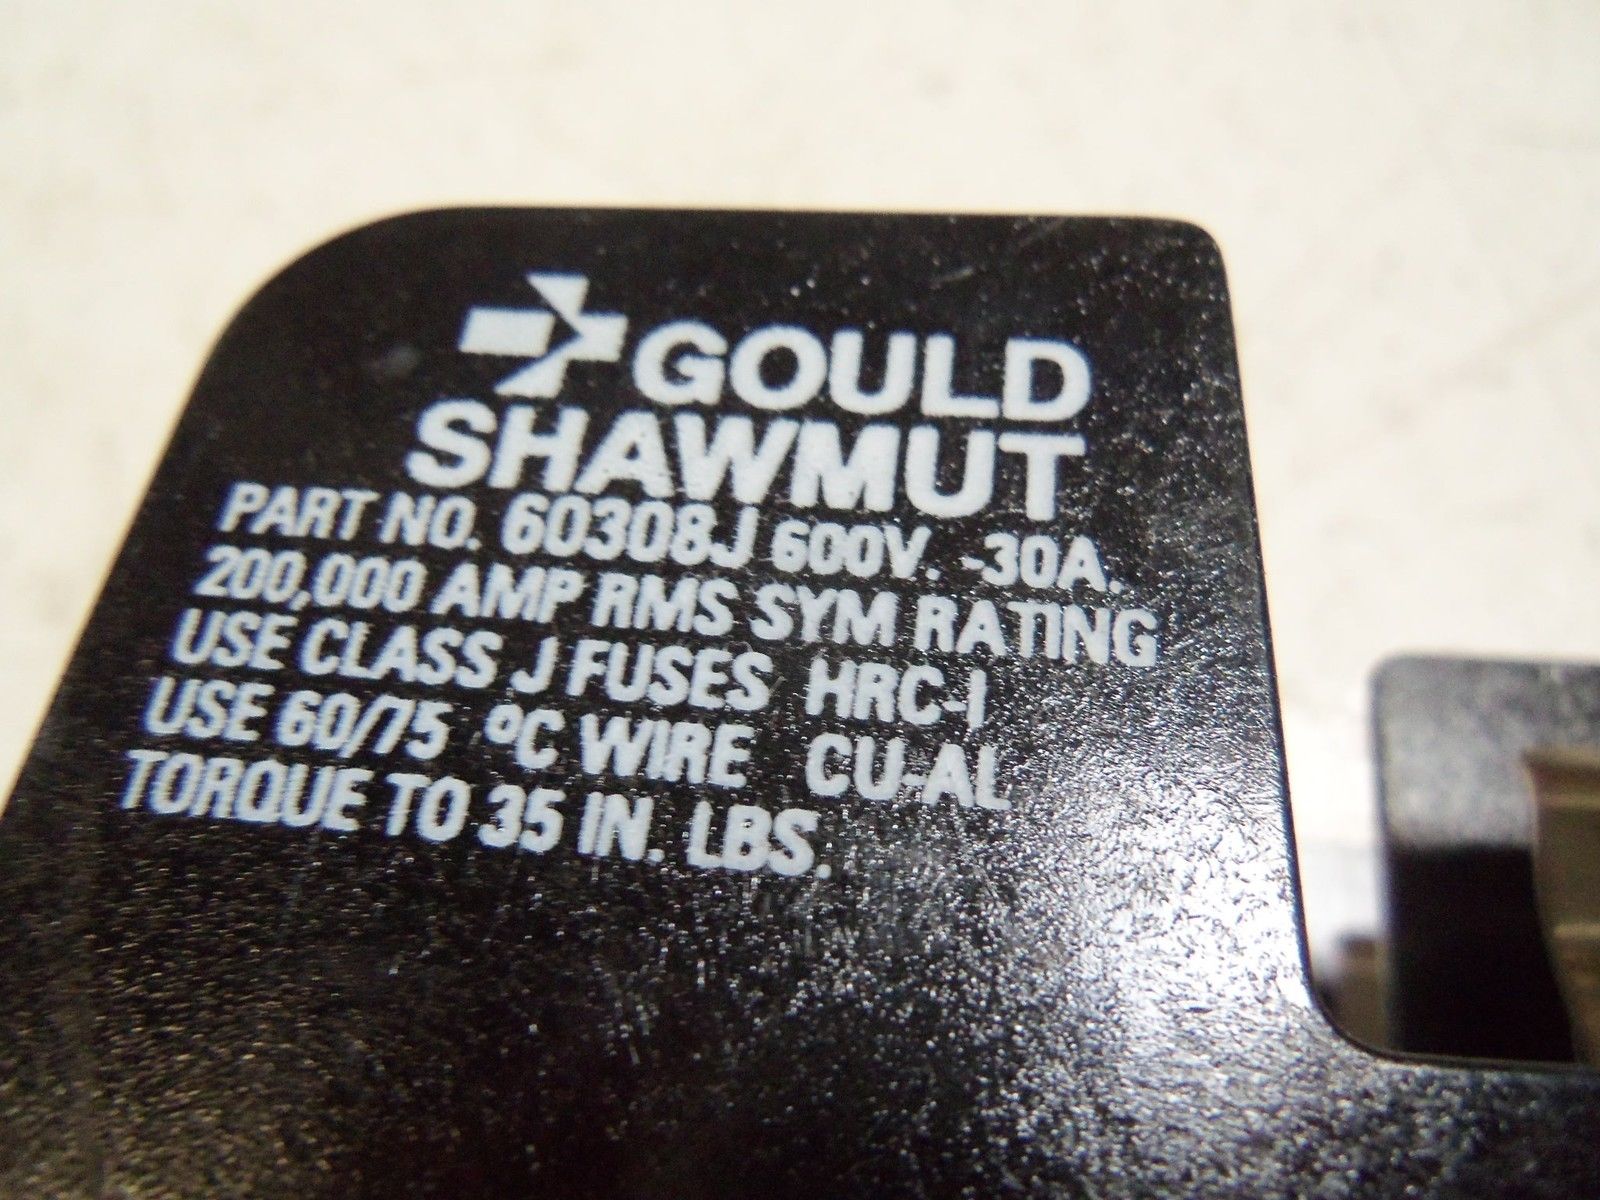 GOULD
SHAWMUT
PART NO. 60308J 600V. -30A.
200,000 AMP RMS SYM RATING
USE CLASS J FUSES HRC-I
USE 60/75 °C WIRE CU-AL
TORQUE TO 35 IN. LBS.